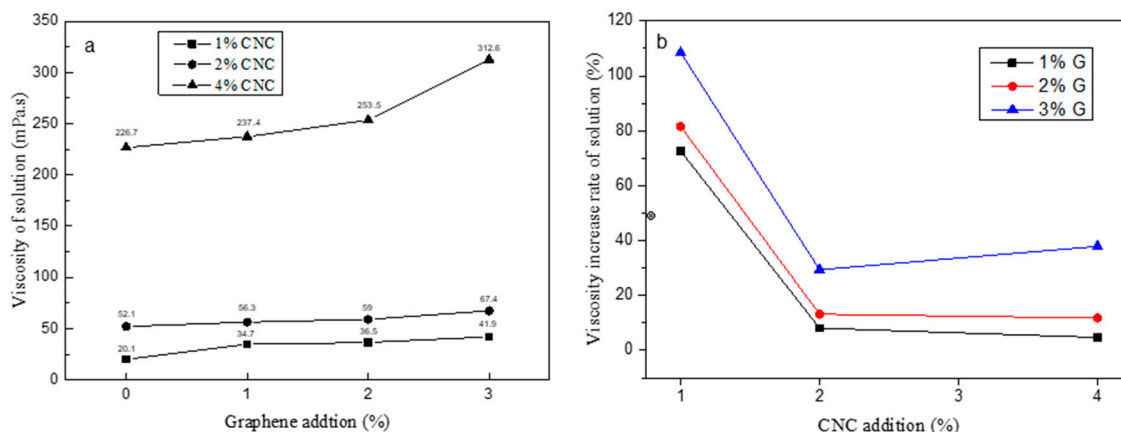 a
1% CNC
2% CNC
4% CNC
350
300
250
200
150
100
50
0
226.7
237.4
253.5
312.6
52.1
56.3
59
67.4
20.1
34.7
36.5
41.9
0 1 2 3
Viscosity of solution (mPa.s)
Graphene addtion (%)
b
1% G
2% G
3% G
120
100
80
60
40
20
0
1 2 3 4
Viscosity increase rate of solution (%)
CNC addition (%)